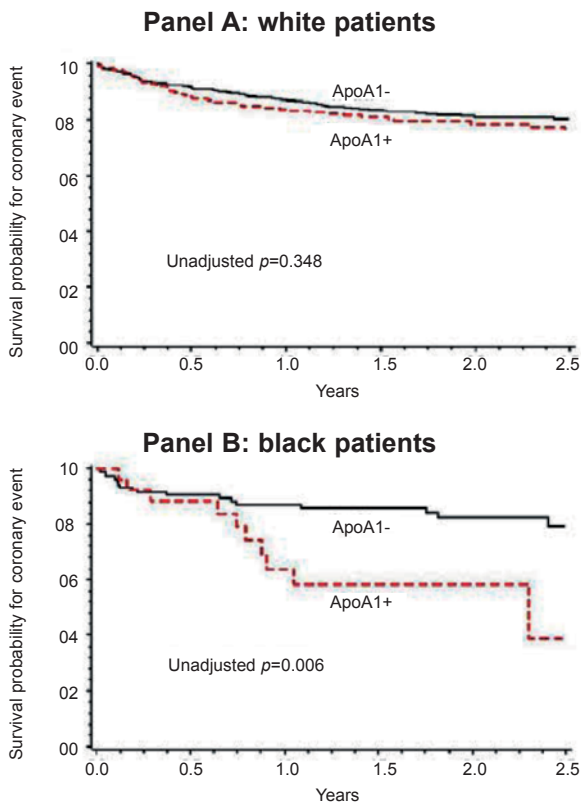 Panel A: white patients
Survival probability for coronary event
10
08
06
04
02
00
ApoA1-
ApoA1+
Unadjusted p=0.348
0.0 0.5 1.0 1.5 2.0 2.5
Years
Panel B: black patients
Survival probability for coronary event
10
08
06
04
02
00
ApoA1-
ApoA1+
Unadjusted p=0.006
0.0 0.5 1.0 1.5 2.0 2.5
Years